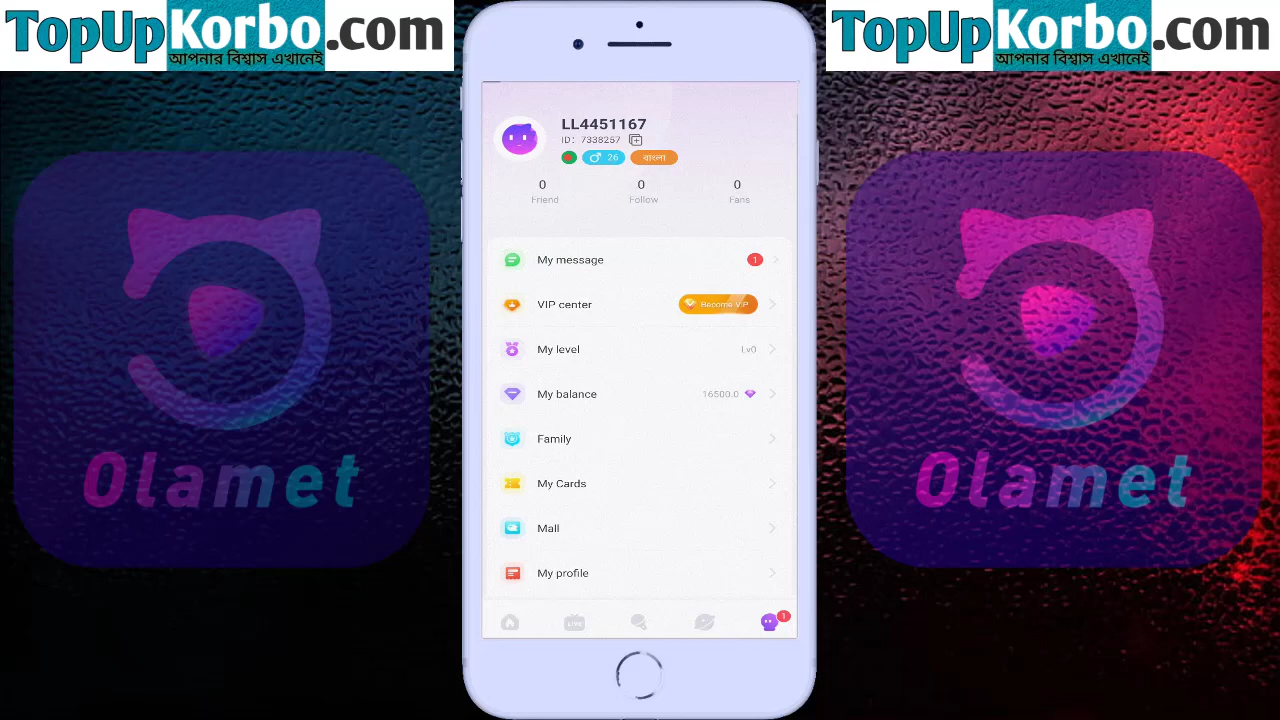 TopUpKorbo.com
আপনার বিশ্বাস এখানেই
TopUpKorbo.com
আপনার বিশ্বাস এখানেই
LL4451167
ID: 7338257
26
বাংলা
0
0
0
Friend
Follow
Fans
My message
1
VIP center
Become VIP
My level
Lv0
My balance
16500.0
Family
My Cards
Mall
My profile
LIVE
1
Olamet
Olamet